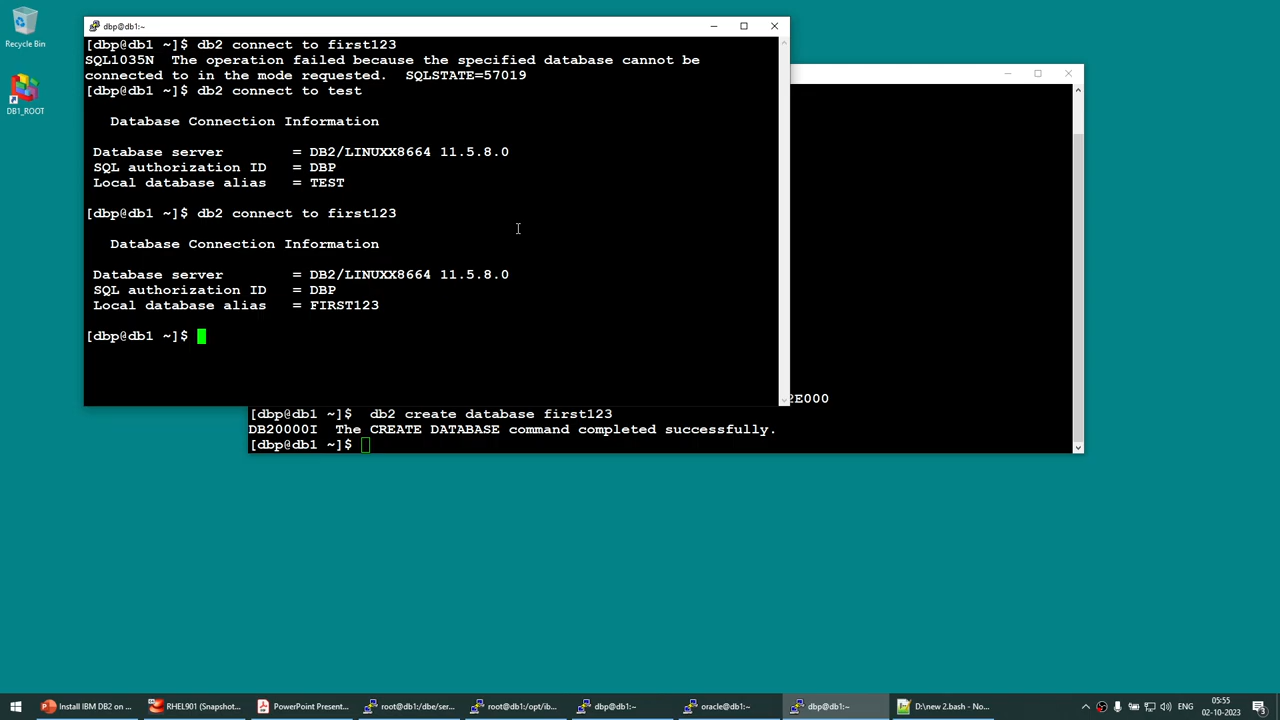 Recycle Bin
DB1_ROOT
dbp@db1:~
[dbp@db1 ~]$ db2 connect to first123
SQL1035N  The operation failed because the specified database cannot be
connected to in the mode requested.  SQLSTATE=57019
[dbp@db1 ~]$ db2 connect to test
Database Connection Information
Database server        = DB2/LINUXX8664 11.5.8.0
SQL authorization ID   = DBP
Local database alias   = TEST
[dbp@db1 ~]$ db2 connect to first123
Database Connection Information
Database server        = DB2/LINUXX8664 11.5.8.0
SQL authorization ID   = DBP
Local database alias   = FIRST123
[dbp@db1 ~]$
2E000
[dbp@db1 ~]$  db2 create database first123
DB20000I  The CREATE DATABASE command completed successfully.
[dbp@db1 ~]$
Install IBM DB2 on ...
RHEL901 (Snapshot...
PowerPoint Present...
root@db1:/dbe/ser...
root@db1:/opt/ib...
dbp@db1:~
oracle@db1:~
dbp@db1:~
D:\new 2.bash - No...
ENG
05:55
02-10-2023
2